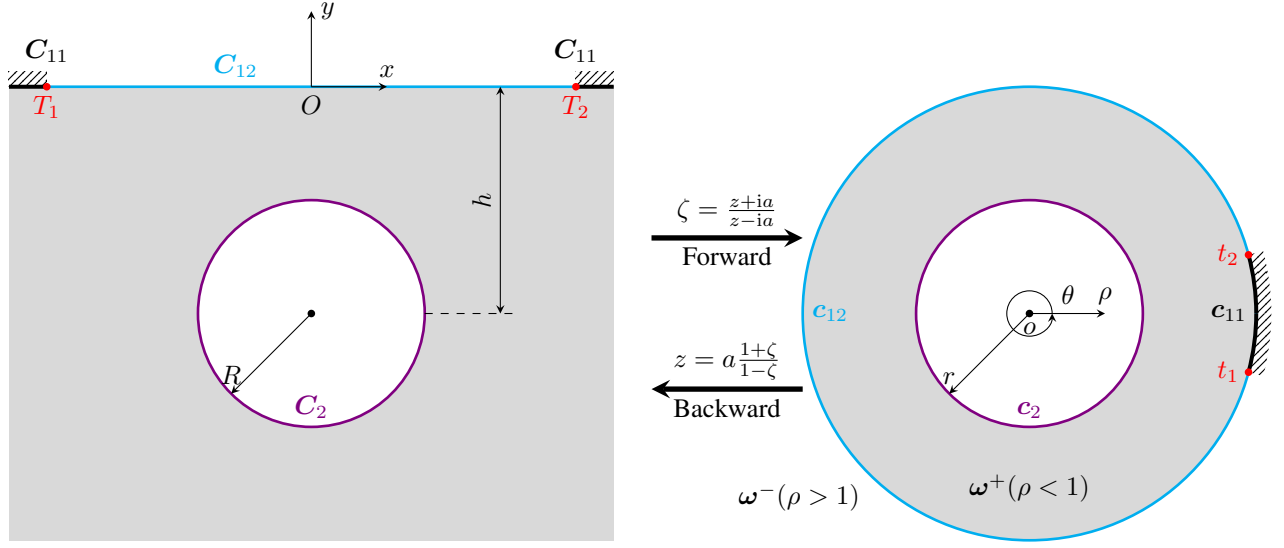 y
C₁₁
C₁₁
C₁₂
x
T₁
O
T₂
h
R
C₂
ζ = (z+ia)/(z−ia)
Forward
z = a(1+ζ)/(1−ζ)
Backward
t₂
θ
ρ
c₁₂
c₁₁
o
r
t₁
c₂
ω⁺(ρ < 1)
ω⁻(ρ > 1)